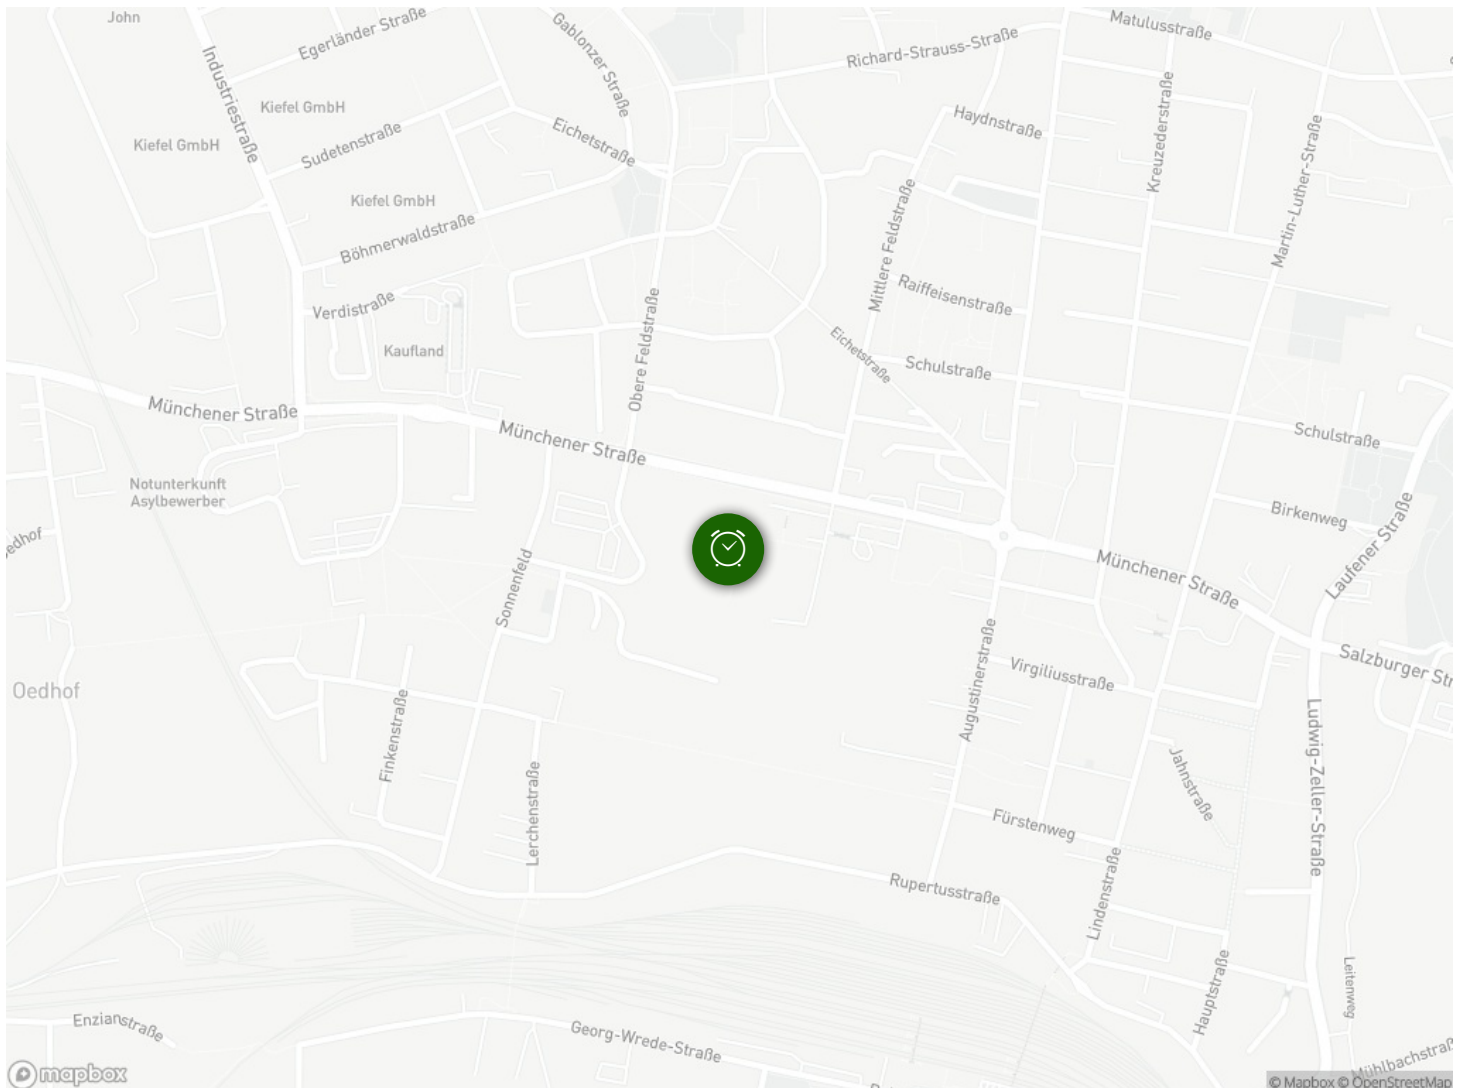 John
Egerländer Straße
Gablonzer Straße
Matulusstraße
Richard-Strauss-Straße
Industriestraße
Kiefel GmbH
Haydnstraße
Kreuzederstraße
Kiefel GmbH
Sudetenstraße
Eichetstraße
Martin-Luther-Straße
Kiefel GmbH
Böhmerwaldstraße
Mittlere Feldstraße
Verdistraße
Raiffeisenstraße
Obere Feldstraße
Kaufland
Eichetstraße
Schulstraße
Münchener Straße
Münchener Straße
Schulstraße
Notunterkunft
Asylbewerber
Birkenweg
Laufener Straße
edhof
Sonnenfeld
Münchener Straße
Salzburger Str
Oedhof
Augustinerstraße
Virgiliusstraße
Finkenstraße
Ludwig-Zeller-Straße
Jahnstraße
Lerchenstraße
Fürstenweg
Rupertusstraße
Lindenstraße
Hauptstraße
Leitenweg
Enzianstraße
Georg-Wrede-Straße
Mühlbachstraß
mapbox
© Mapbox © OpenStreetMap